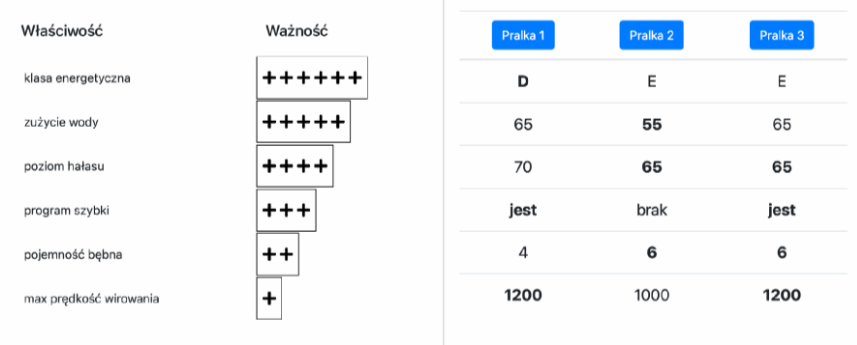 Właściwość Ważność Pralka 1 Pralka 2 Pralka 3
klasa energetyczna ++++++ D E E
zużycie wody +++++ 65 55 65
poziom hałasu ++++ 70 65 65
program szybki +++ jest brak jest
pojemność bębna ++ 4 6 6
max prędkość wirowania + 1200 1000 1200